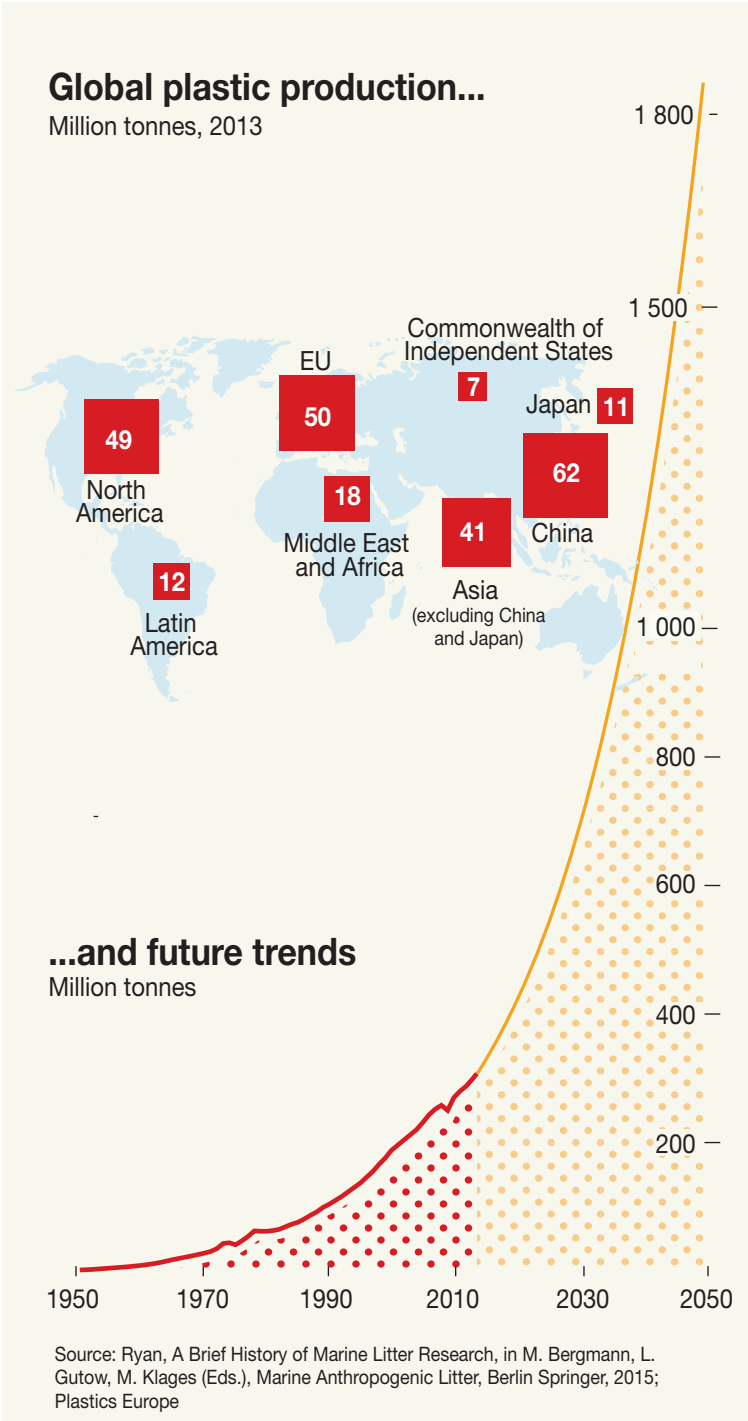 Global plastic production...
Million tonnes, 2013
1 800
1 500
Commonwealth of
Independent States
7
EU
50
Japan 11
49
North
America
62
China
18
Middle East
and Africa
41
Asia
(excluding China
and Japan)
12
Latin
America
1 000
800
600
...and future trends
Million tonnes
400
200
1950 1970 1990 2010 2030 2050
Source: Ryan, A Brief History of Marine Litter Research, in M. Bergmann, L.
Gutow, M. Klages (Eds.), Marine Anthropogenic Litter, Berlin Springer, 2015;
Plastics Europe